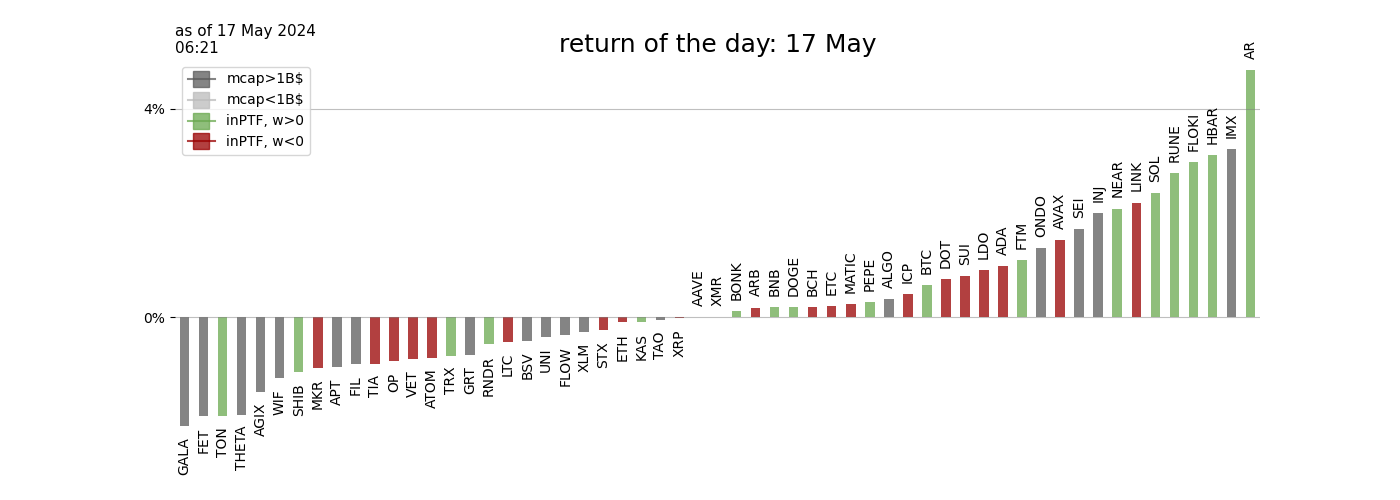 as of 17 May 2024
06:21
return of the day: 17 May
mcap>1B$
mcap<1B$
inPTF, w>0
inPTF, w<0
4%
0%
GALA
FET
TON
THETA
AGIX
WIF
SHIB
MKR
APT
FIL
TIA
OP
VET
ATOM
TRX
GRT
RNDR
LTC
BSV
UNI
FLOW
XLM
STX
ETH
KAS
TAO
XRP
AAVE
XMR
BONK
ARB
BNB
DOGE
BCH
ETC
MATIC
PEPE
ALGO
ICP
BTC
DOT
SUI
LDO
ADA
FTM
ONDO
AVAX
SEI
INJ
NEAR
LINK
SOL
RUNE
FLOKI
HBAR
IMX
AR